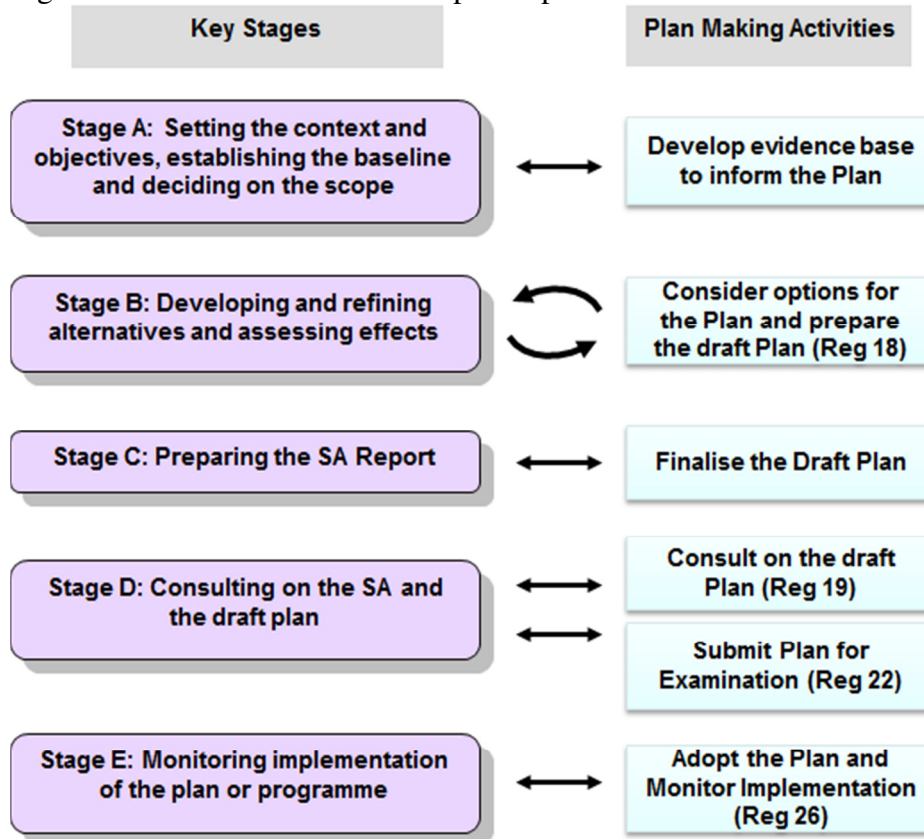 Key Stages
Plan Making Activities
Stage A: Setting the context and
objectives, establishing the baseline
and deciding on the scope
Develop evidence base
to inform the Plan
Stage B: Developing and refining
alternatives and assessing effects
Consider options for
the Plan and prepare
the draft Plan (Reg 18)
Stage C: Preparing the SA Report
Finalise the Draft Plan
Stage D: Consulting on the SA and
the draft plan
Consult on the draft
Plan (Reg 19)
Submit Plan for
Examination (Reg 22)
Stage E: Monitoring implementation
of the plan or programme
Adopt the Plan and
Monitor Implementation
(Reg 26)